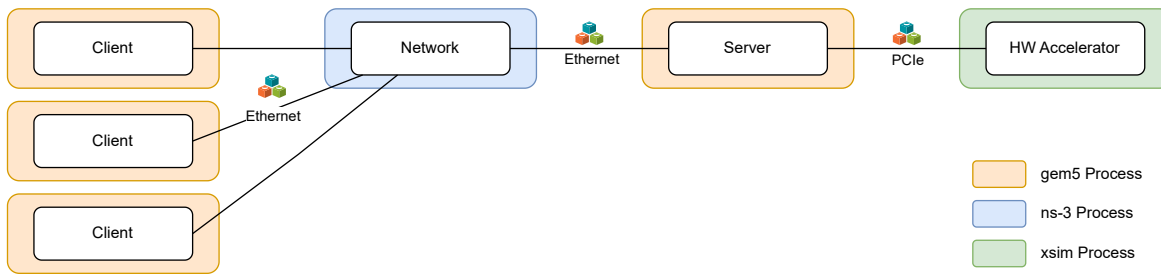 Client
Network
Server
HW Accelerator
Ethernet
PCIe
Ethernet
Client
Client
gem5 Process
ns-3 Process
xsim Process